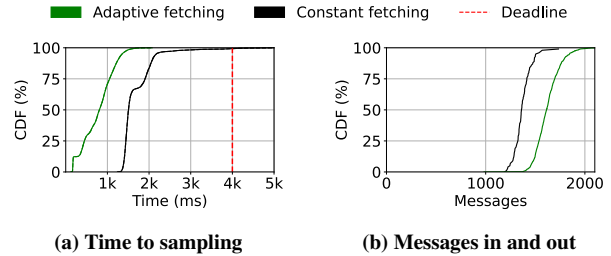 Adaptive fetching Constant fetching Deadline
100
75
50
25
0
CDF (%)
1k 2k 3k 4k 5k
Time (ms)
(a) Time to sampling
100
75
50
25
0
CDF (%)
0 1000 2000
Messages
(b) Messages in and out